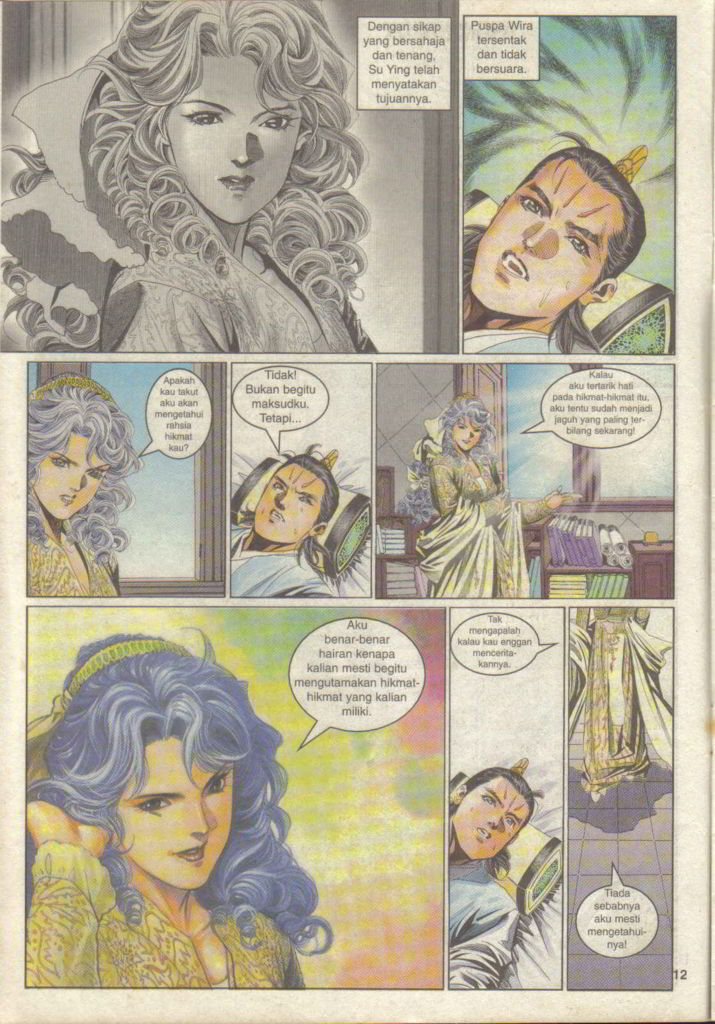 Dengan sikap
yang bersahaja
dan tenang,
Su Ying telah
menyatakan
tujuannya.
Puspa Wira
tersentak
dan tidak
bersuara.
Apakah
kau takut
aku akan
mengetahui
rahsia
hikmat
kau?
Tidak!
Bukan begitu
maksudku.
Tetapi...
Kalau
aku tertarik hati
pada hikmat-hikmat itu,
aku tentu sudah menjadi
jaguh yang paling ter-
bilang sekarang!
Aku
benar-benar
hairan kenapa
kalian mesti begitu
mengutamakan hikmat-
hikmat yang kalian
miliki.
Tak
mengapalah
kalau kau enggan
mencerita-
kannya.
Tiada
sebabnya
aku mesti
mengetahui-
nya!
12